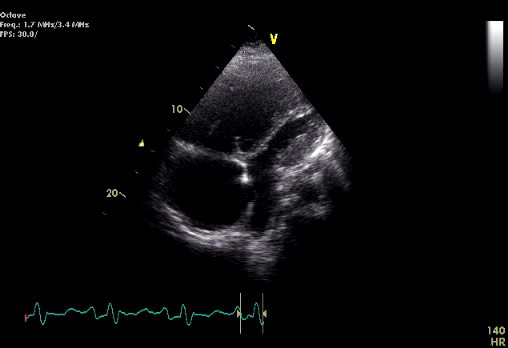 Octave
Freq.: 1.7 MHz/3.4 MHz
FPS: 30.0/
V
10
20
140
HR